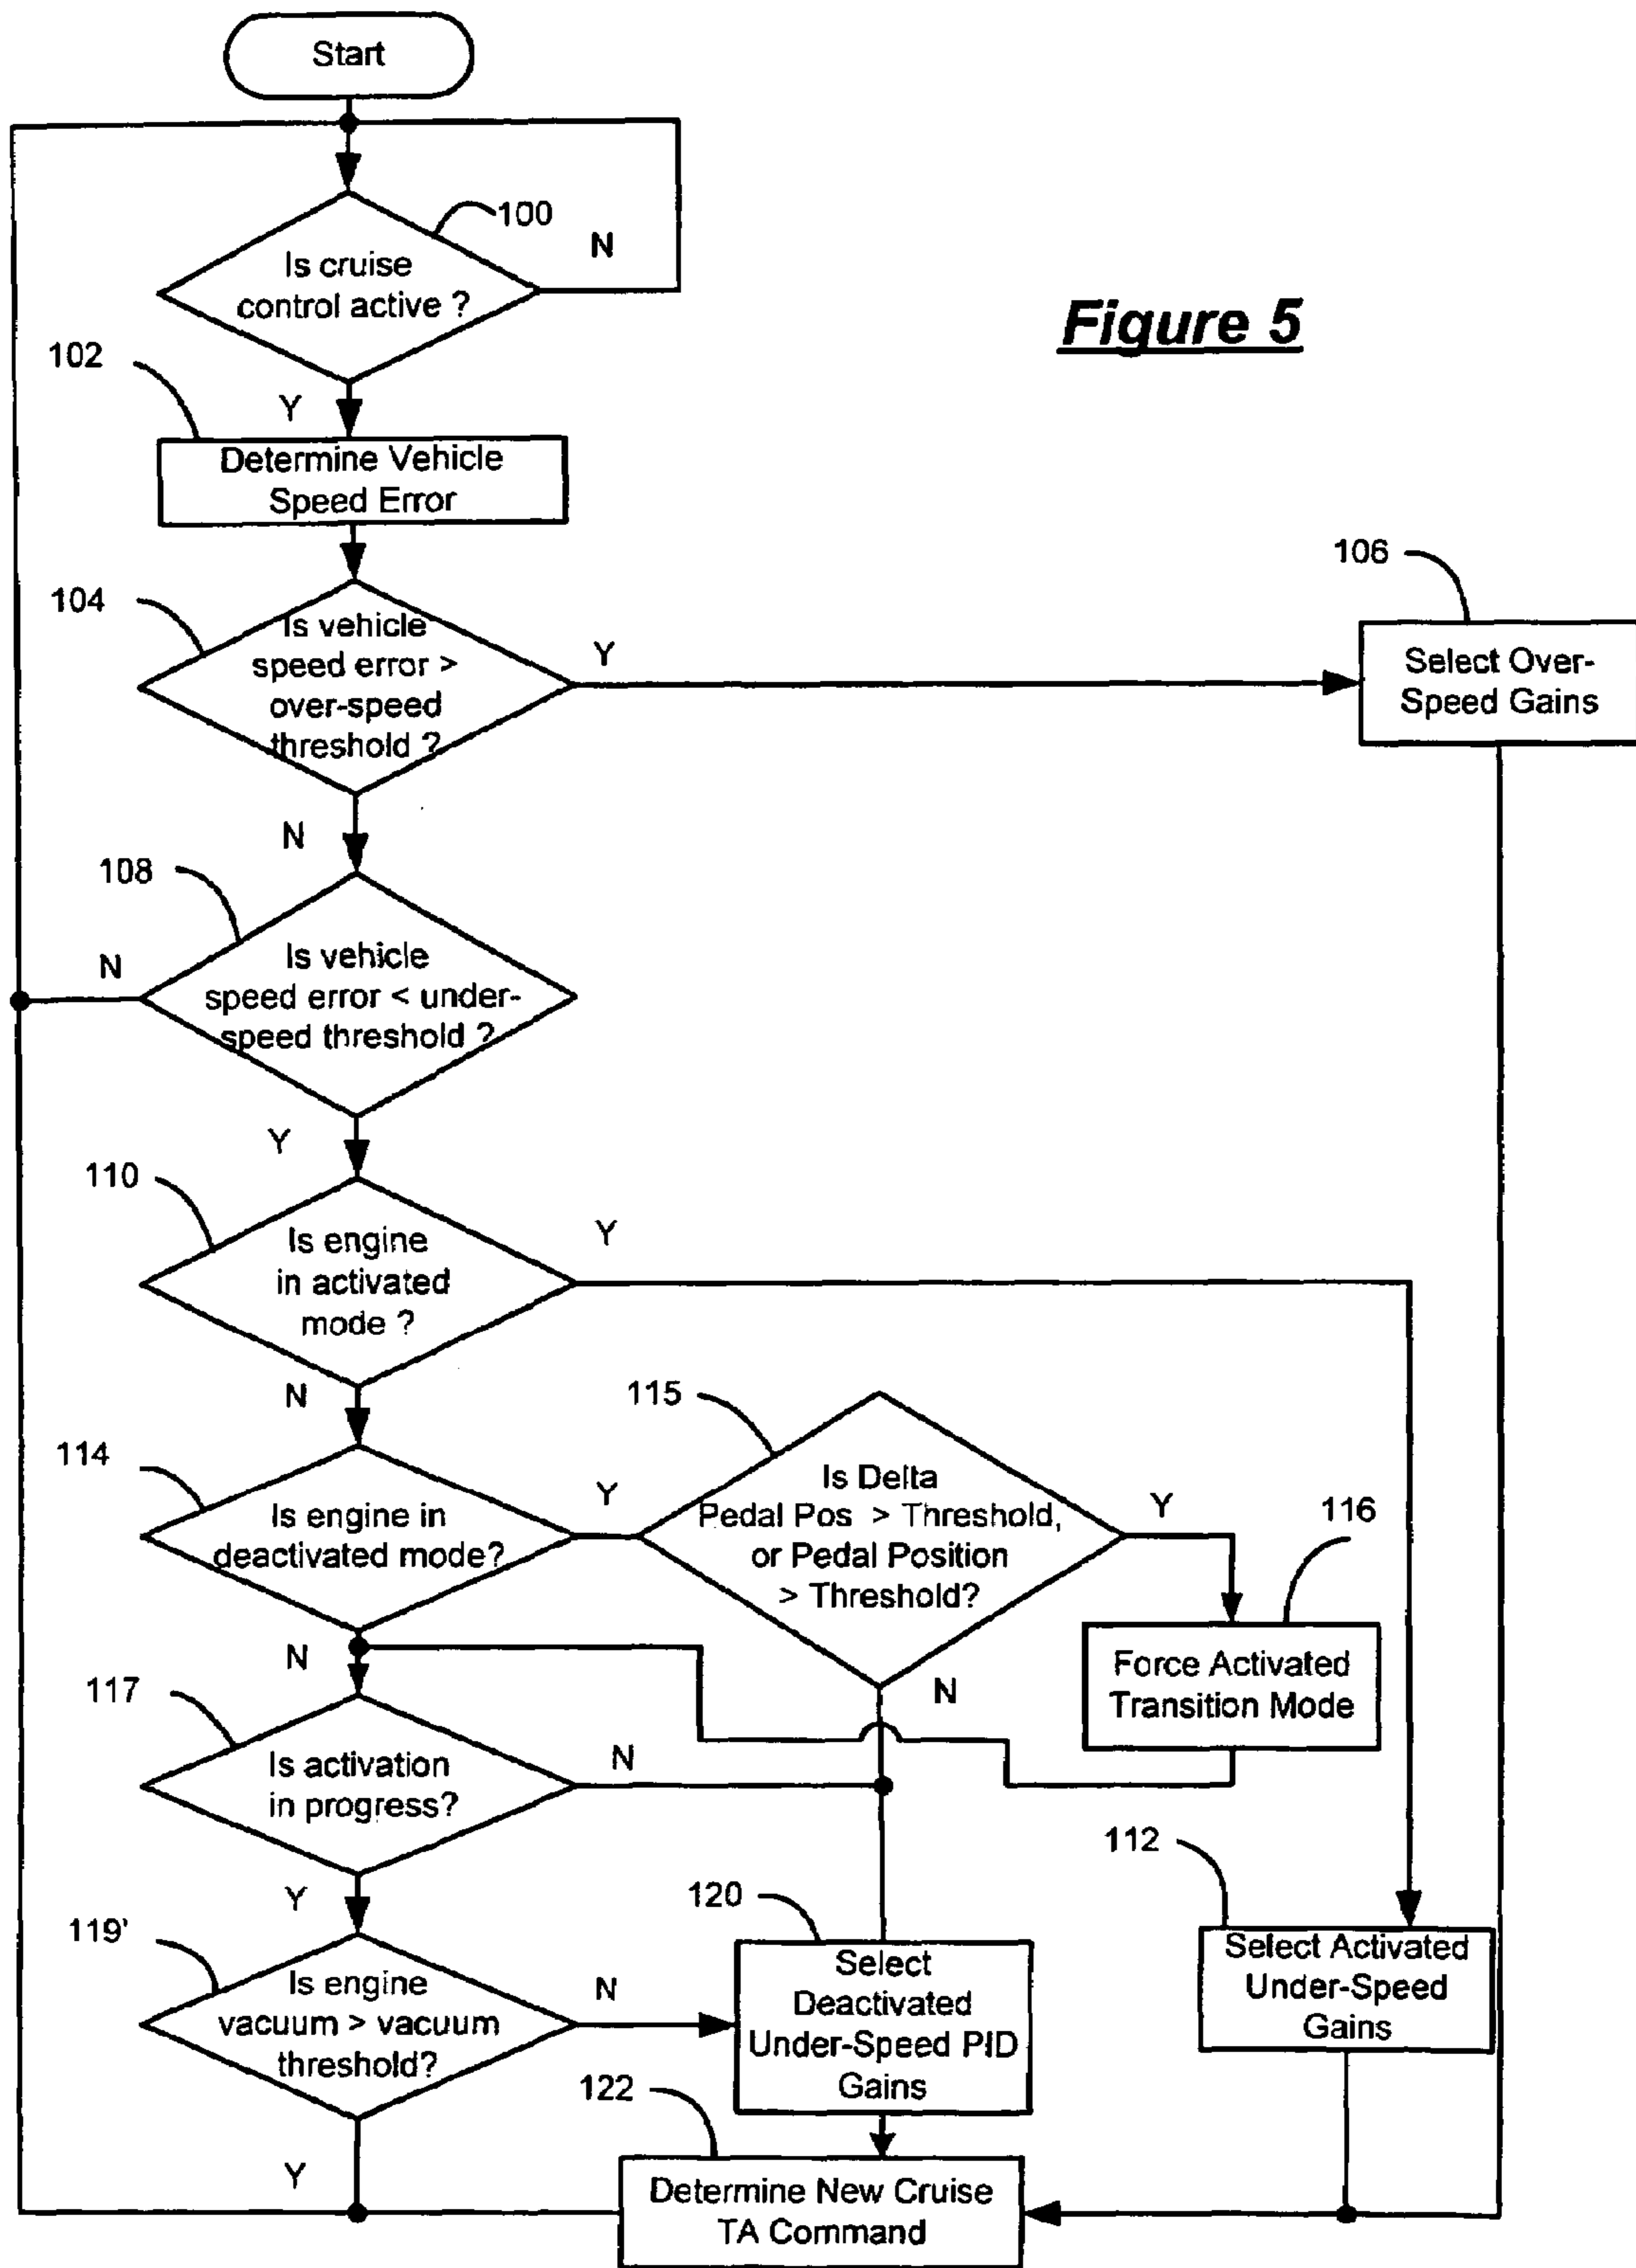 Start
100
N
Is cruise
control active ?
Figure 5
102
Y
Determine Vehicle
Speed Error
106
104
Is vehicle
speed error >
over-speed
threshold ?
Y
Select Over-
Speed Gains
N
108
N
Is vehicle
speed error < under-
speed threshold ?
Y
110
Is engine
in activated
mode ?
Y
N
115
114
Is engine in
deactivated mode?
Y
Is Delta
Pedal Pos > Threshold,
or Pedal Position
> Threshold?
Y
116
N
N
Force Activated
Transition Mode
117
Is activation
in progress?
N
112
Y
120
119'
Is engine
vacuum > vacuum
threshold?
N
Select
Deactivated
Under-Speed PID
Gains
Select Activated
Under-Speed
Gains
122
Y
Determine New Cruise
TA Command